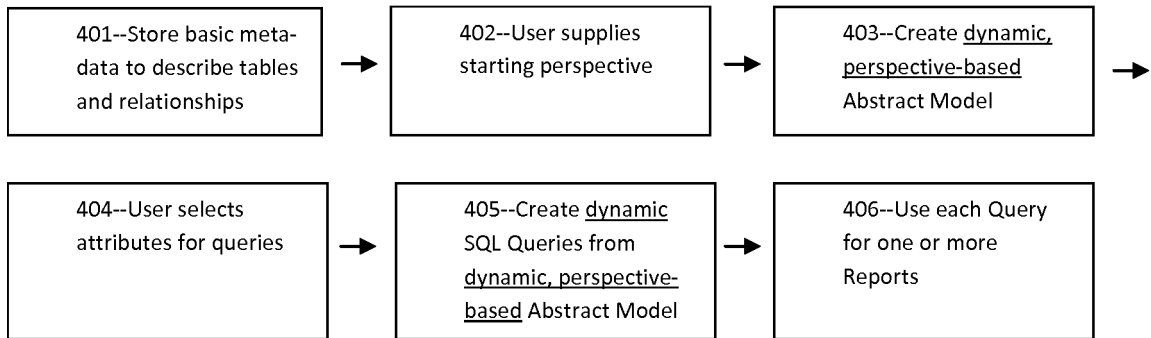 401--Store basic meta-
data to describe tables
and relationships
402--User supplies
starting perspective
403--Create dynamic,
perspective-based
Abstract Model
404--User selects
attributes for queries
405--Create dynamic
SQL Queries from
dynamic, perspective-
based Abstract Model
406--Use each Query
for one or more
Reports